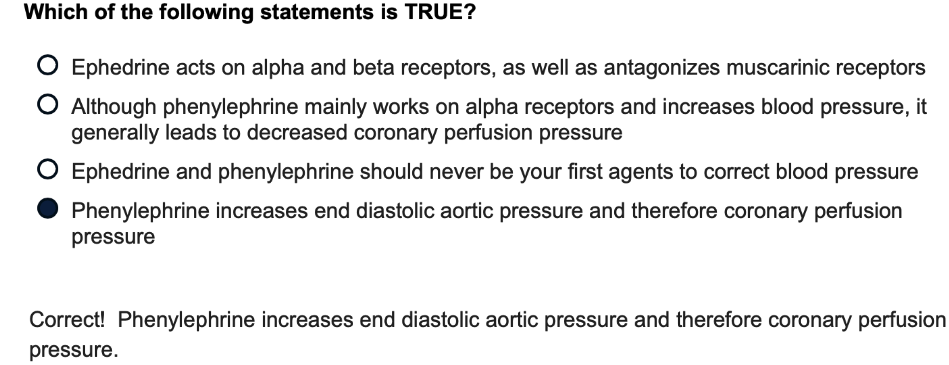 Which of the following statements is TRUE?
Ephedrine acts on alpha and beta receptors, as well as antagonizes muscarinic receptors
Although phenylephrine mainly works on alpha receptors and increases blood pressure, it
generally leads to decreased coronary perfusion pressure
Ephedrine and phenylephrine should never be your first agents to correct blood pressure
Phenylephrine increases end diastolic aortic pressure and therefore coronary perfusion
pressure
Correct!  Phenylephrine increases end diastolic aortic pressure and therefore coronary perfusion
pressure.